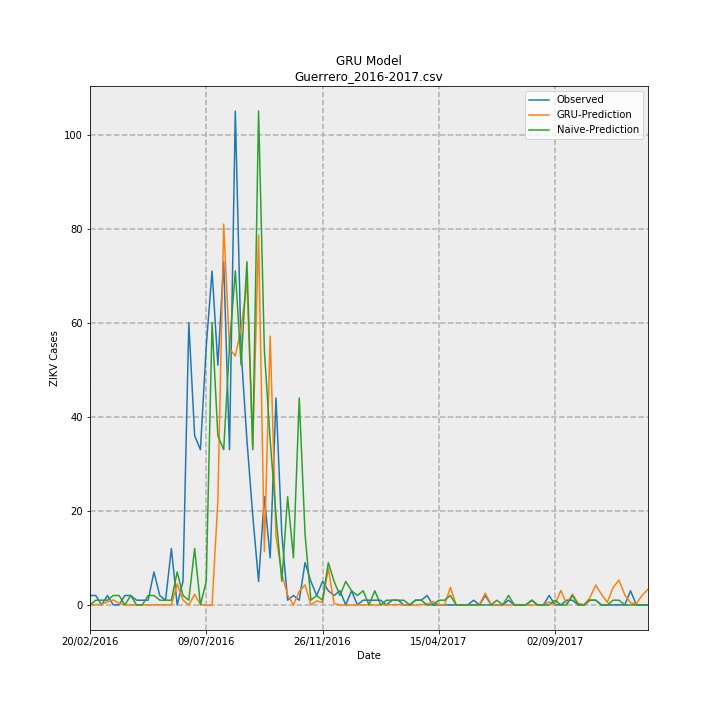 GRU Model
Guerrero_2016-2017.csv
Observed
GRU-Prediction
Naive-Prediction
ZIKV Cases
100
80
60
40
20
0
20/02/2016 09/07/2016 26/11/2016 15/04/2017 02/09/2017
Date